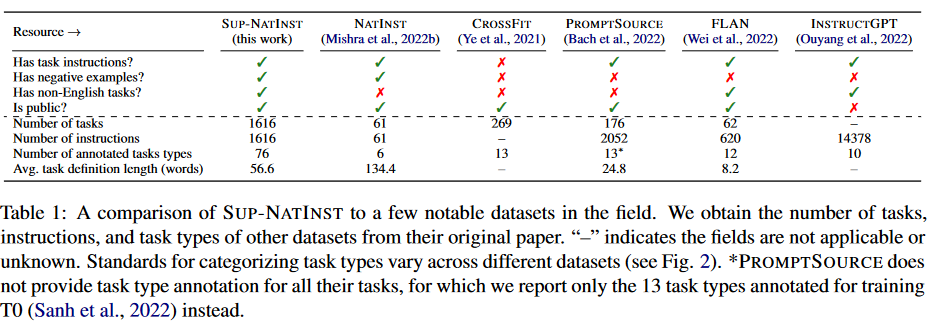 Resource → SUP-NATINST NATINST CROSSFIT PROMPTSOURCE FLAN INSTRUCTGPT
(this work) (Mishra et al., 2022b) (Ye et al., 2021) (Bach et al., 2022) (Wei et al., 2022) (Ouyang et al., 2022)
Has task instructions? ✓ ✓ ✗ ✓ ✓ ✓
Has negative examples? ✓ ✓ ✗ ✗ ✗ ✗
Has non-English tasks? ✓ ✗ ✗ ✗ ✓ ✓
Is public? ✓ ✓ ✓ ✓ ✓ ✗
Number of tasks 1616 61 269 176 62 –
Number of instructions 1616 61 – 2052 620 14378
Number of annotated tasks types 76 6 13 13* 12 10
Avg. task definition length (words) 56.6 134.4 – 24.8 8.2 –
Table 1: A comparison of SUP-NATINST to a few notable datasets in the field. We obtain the number of tasks,
instructions, and task types of other datasets from their original paper. “–” indicates the fields are not applicable or
unknown. Standards for categorizing task types vary across different datasets (see Fig. 2). *PROMPTSOURCE does
not provide task type annotation for all their tasks, for which we report only the 13 task types annotated for training
T0 (Sanh et al., 2022) instead.